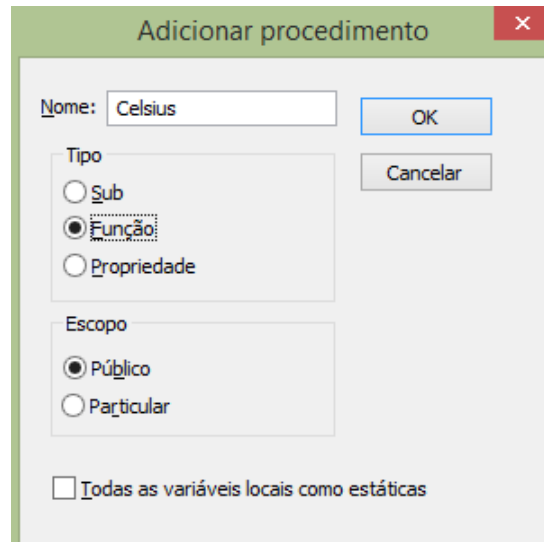 Adicionar procedimento
Nome: Celsius
OK
Tipo
Cancelar
Sub
Função
Propriedade
Escopo
Público
Particular
Todas as variáveis locais como estáticas